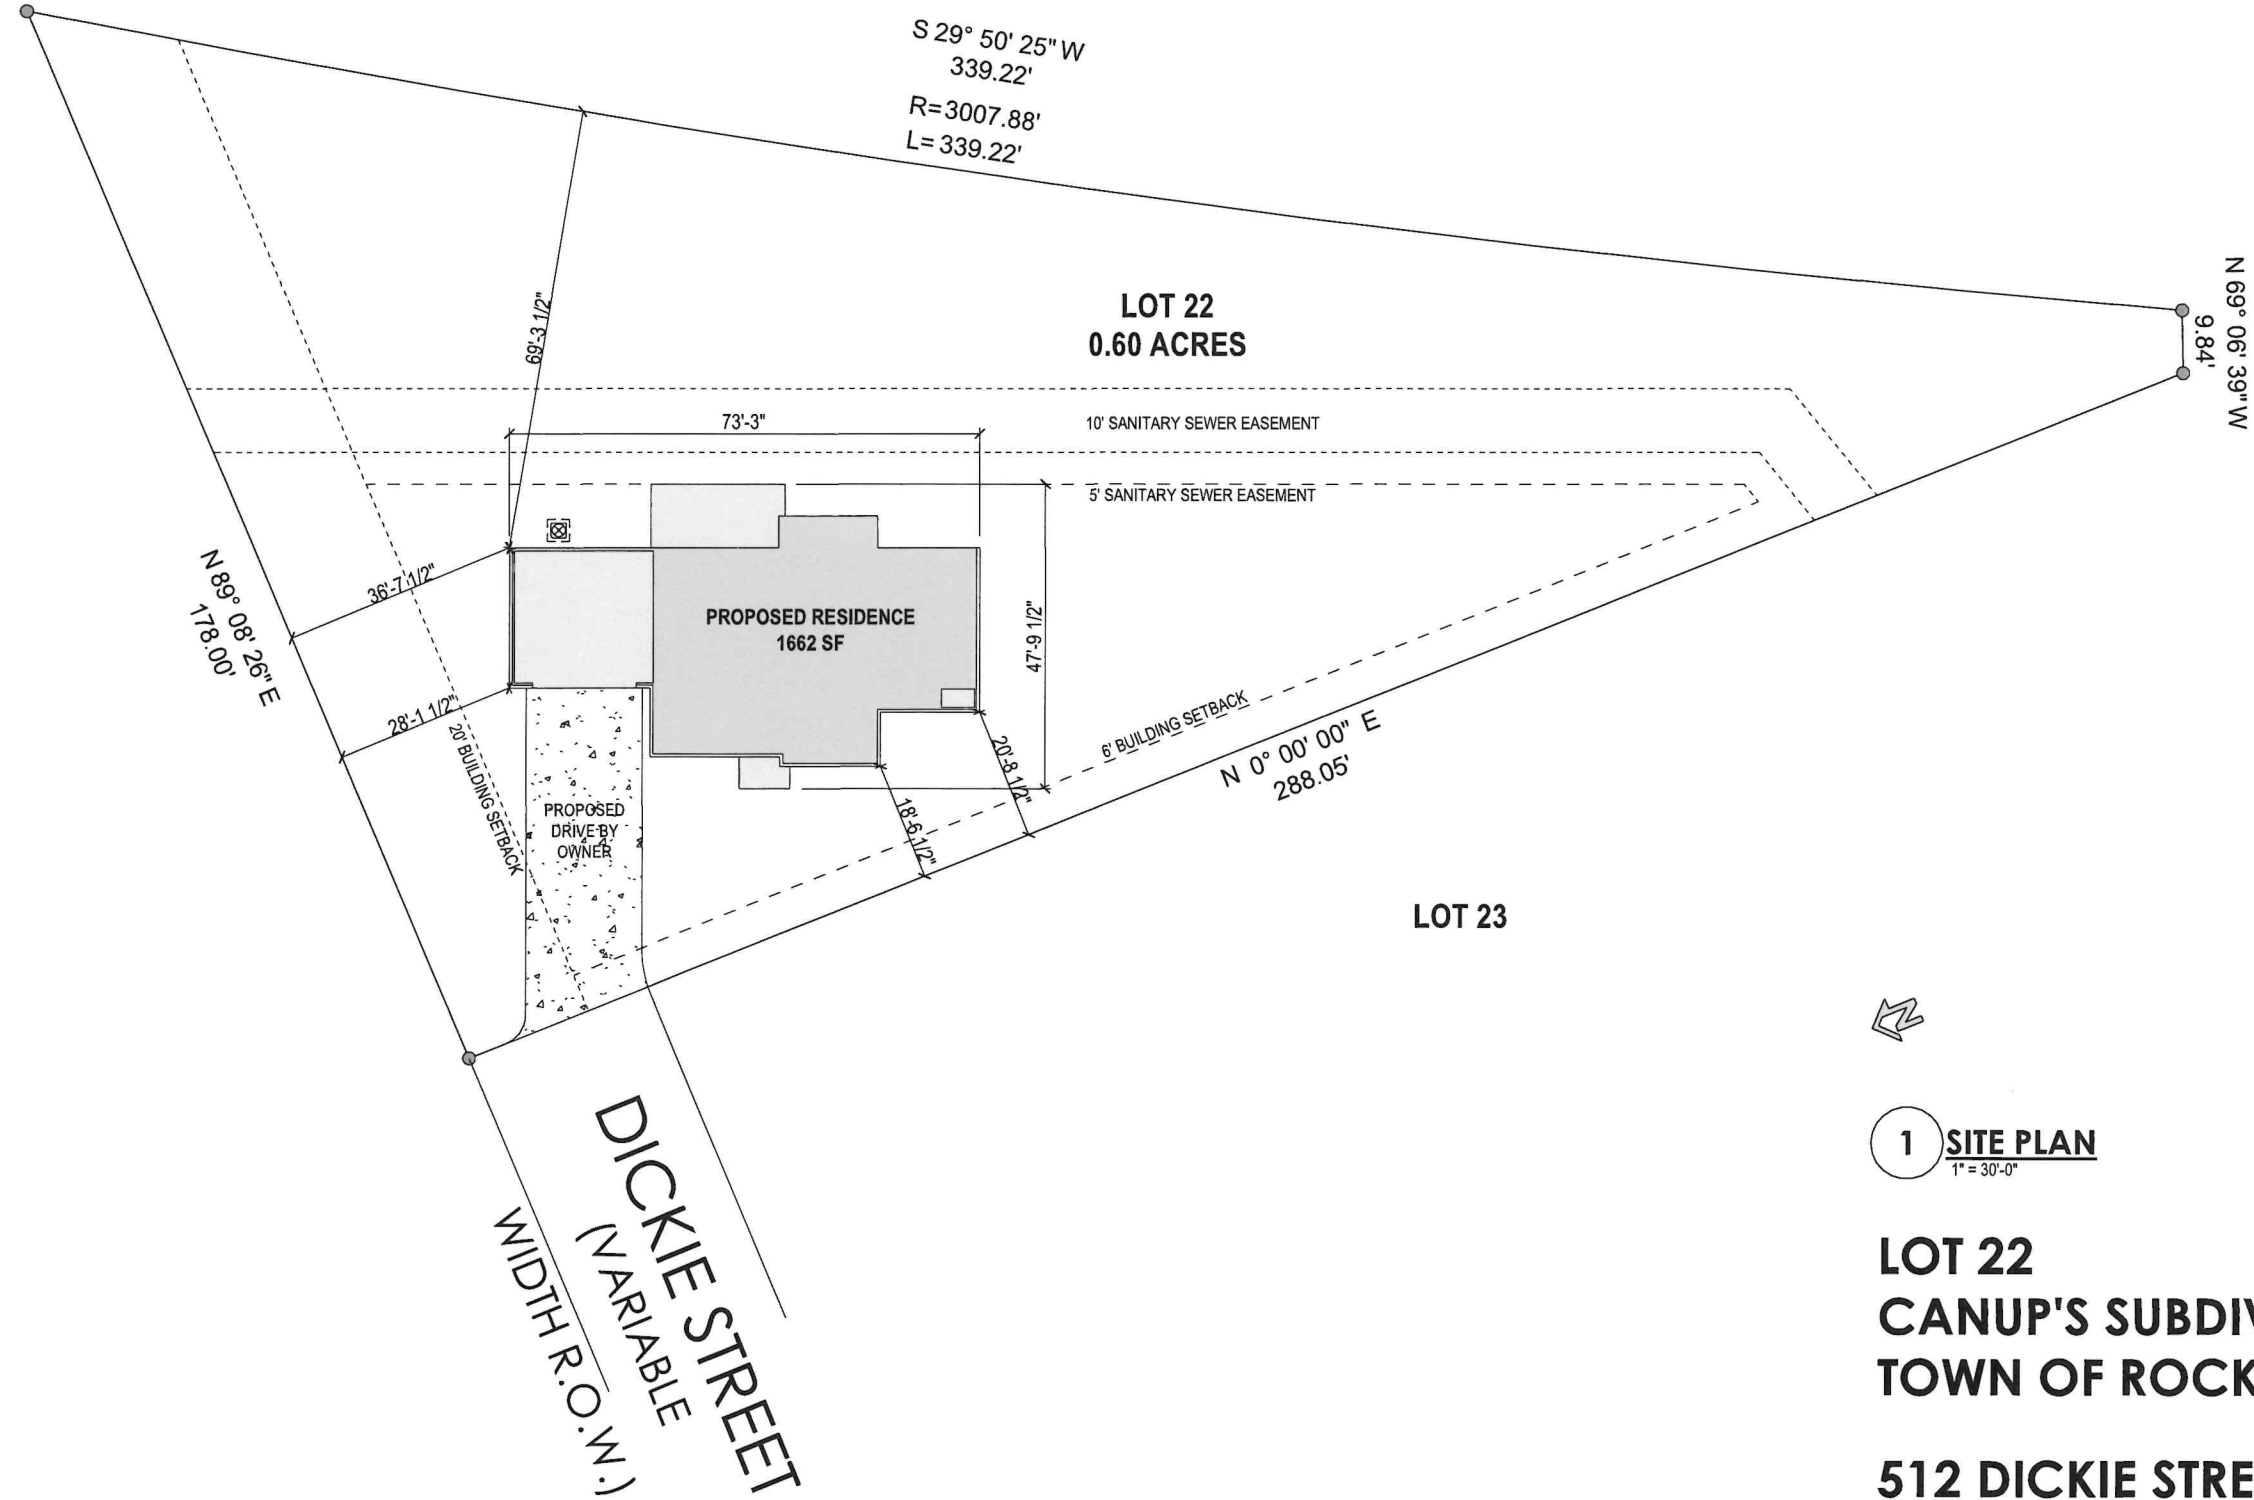 S 29° 50' 25" W
339.22'
R=3007.88'
L= 339.22'
N 69° 06' 39" W
9.84'
LOT 22
0.60 ACRES
69'-3 1/2"
73'-3"
10' SANITARY SEWER EASEMENT
5' SANITARY SEWER EASEMENT
N 89° 08' 26" E
178.00'
36'-7 1/2"
PROPOSED RESIDENCE
1662 SF
47'-9 1/2"
28'-1 1/2"
20' BUILDING SETBACK
6' BUILDING SETBACK
N 0° 00' 00" E
288.05'
20'-8 1/2"
18'-6 1/2"
PROPOSED
DRIVE BY
OWNER
LOT 23
N
DICKIE STREET
(VARIABLE
WIDTH R.O.W.)
1 SITE PLAN
1" = 30'-0"
LOT 22
CANUP'S SUBDIV
TOWN OF ROCK
512 DICKIE STRE